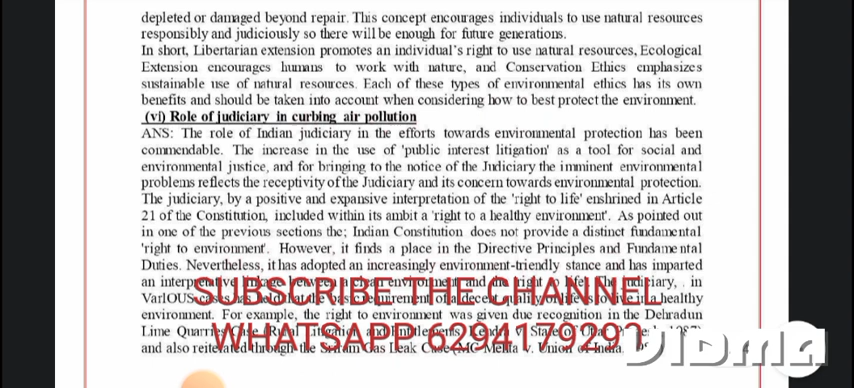 depleted or damaged beyond repair. This concept encourages individuals to use natural resources
responsibly and judiciously so there will be enough for future generations.
In short, Libertarian extension promotes an individual's right to use natural resources, Ecological
Extension encourages humans to work with nature, and Conservation Ethics emphasizes
sustainable use of natural resources. Each of these types of environmental ethics has its own
benefits and should be taken into account when considering how to best protect the environment.
(vi) Role of judiciary in curbing air pollution
ANS: The role of Indian judiciary in the efforts towards environmental protection has been
commendable. The increase in the use of 'public interest litigation' as a tool for social and
environmental justice, and for bringing to the notice of the Judiciary the imminent environmental
problems reflects the receptivity of the Judiciary and its concern towards environmental protection.
The judiciary, by a positive and expansive interpretation of the 'right to life' enshrined in Article
21 of the Constitution, included within its ambit a 'right to a healthy environment'. As pointed out
in one of the previous sections the; Indian Constitution does not provide a distinct fundamental
'right to environment'. However, it finds a place in the Directive Principles and Fundamental
Duties. Nevertheless, it has adopted an increasingly environment-friendly stance and has imparted
an interpretative linkage between a clean environment and the right to life. The judiciary, . in
SUBSCRIBE THE CHANNEL
VarIOUS cases has held that the basic requirement of a decent quality of life is to live in a healthy
environment. For example, the right to environment was given due recognition in the Dehradun
Lime Quarries Case (Rural Litigation and Entitlement Kendra v. State of
WHATSAPP 6294179291
and also reiterated through the Sriram Gas Leak Case (MC Mehta v. Union of India,